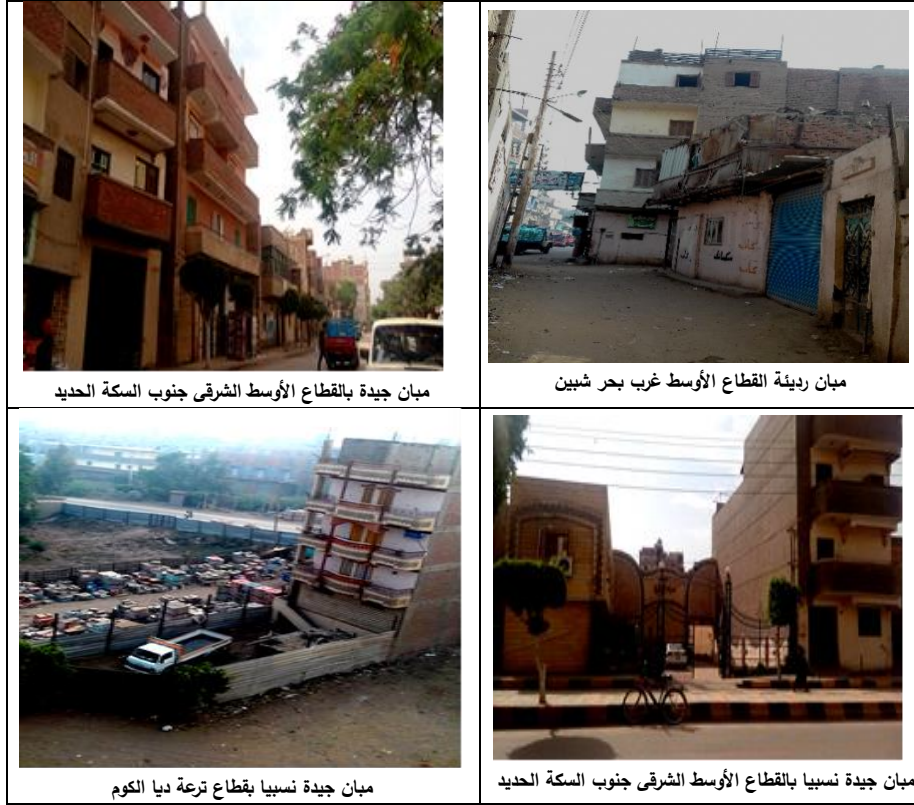 مبان رديئة القطاع الأوسط غرب بحر شبين
مبان جيدة بالقطاع الأوسط الشرقى جنوب السكة الحديد
مبان جيدة نسبيا بالقطاع الأوسط الشرقى جنوب السكة الحديد
مبان جيدة نسبيا بقطاع ترعة ديا الكوم